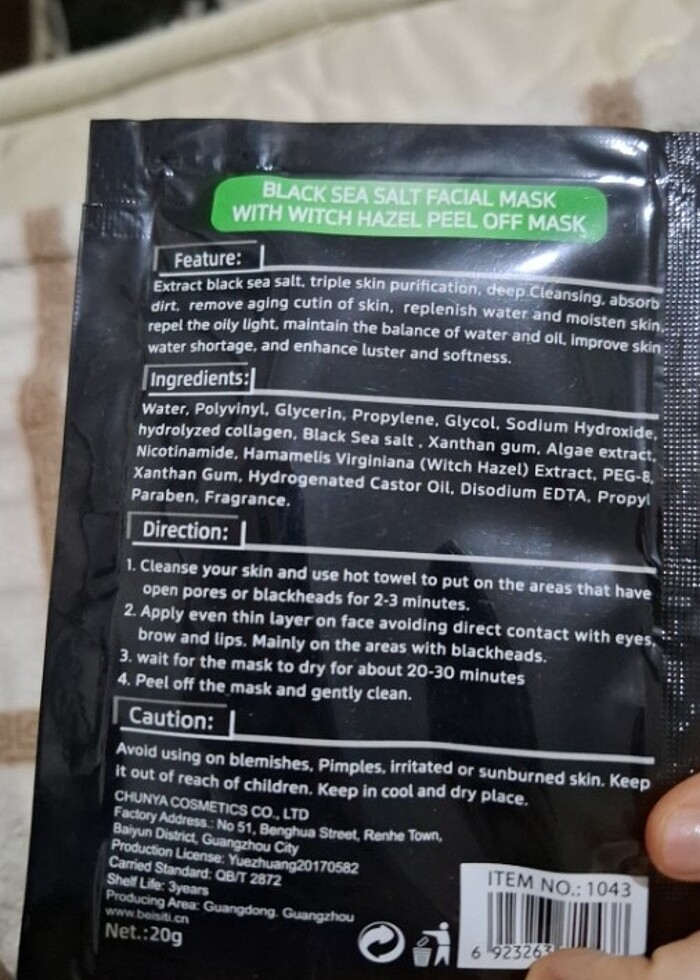 BLACK SEA SALT FACIAL MASK
WITH WITCH HAZEL PEEL OFF MASK
Feature:
Extract black sea salt, triple skin purification, deep Cleansing, absorb
dirt, remove aging cutin of skin, replenish water and moisten skin,
repel the oily light, maintain the balance of water and oil, improve skin
water shortage, and enhance luster and softness.
Ingredients:
Water, Polyvinyl, Glycerin, Propylene, Glycol, Sodium Hydroxide,
hydrolyzed collagen, Black Sea salt , Xanthan gum, Algae extract,
Nicotinamide, Hamamelis Virginiana (Witch Hazel) Extract, PEG-8,
Xanthan Gum, Hydrogenated Castor Oil, Disodium EDTA, Propyl
Paraben, Fragrance.
Direction:
1. Cleanse your skin and use hot towel to put on the areas that have
open pores or blackheads for 2-3 minutes.
2. Apply even thin layer on face avoiding direct contact with eyes,
brow and lips. Mainly on the areas with blackheads.
3. wait for the mask to dry for about 20-30 minutes
4. Peel off the mask and gently clean.
Caution:
Avoid using on blemishes, Pimples, irritated or sunburned skin. Keep
it out of reach of children. Keep in cool and dry place.
CHUNYA COSMETICS CO., LTD
Factory Address.: No 51, Benghua Street, Renhe Town,
Baiyun District, Guangzhou City
Production License: Yuezhuang20170582
Carried Standard: QB/T 2872
Shelf Life: 3years
Producing Area: Guangdong. Guangzhou
www.beisiti.cn
Net.:20g
ITEM NO.: 1043
6 923263